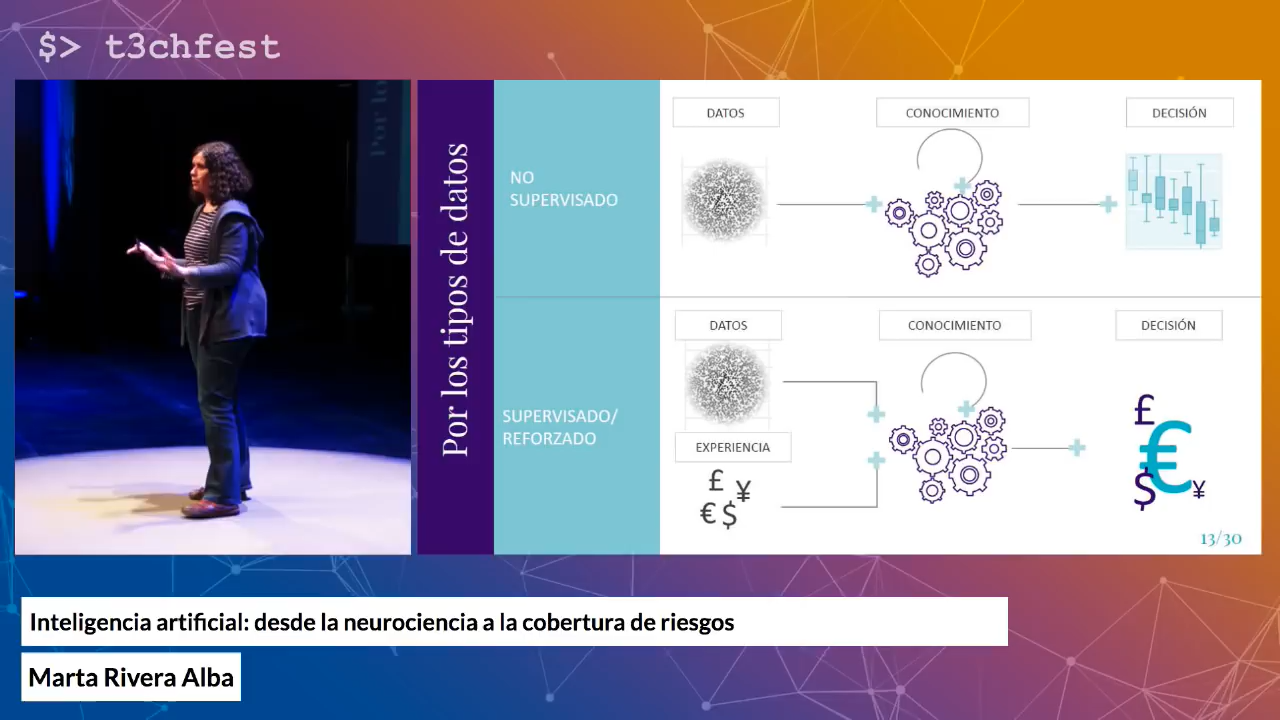 $> t3chfest
Por los tipos de datos
NO
SUPERVISADO
DATOS
CONOCIMIENTO
DECISIÓN
SUPERVISADO/
REFORZADO
DATOS
CONOCIMIENTO
DECISIÓN
EXPERIENCIA
£
¥
€ $
£
€
$
¥
13/30
Inteligencia artificial: desde la neurociencia a la cobertura de riesgos
Marta Rivera Alba